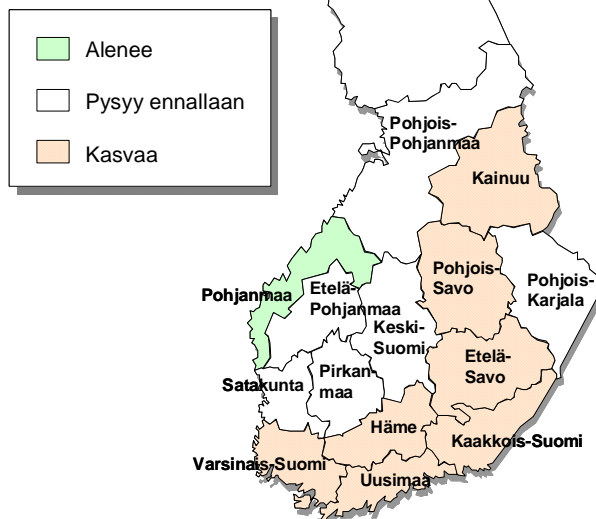 Alenee
Pysyy ennallaan
Kasvaa
Pohjois-
Pohjanmaa
Kainuu
Pohjanmaa
Etelä-
Pohjanmaa
Pohjois-
Savo
Pohjois-
Karjala
Keski-
Suomi
Etelä-
Savo
Satakunta
Pirkan-
maa
Häme
Kaakkois-Suomi
Varsinais-Suomi
Uusimaa